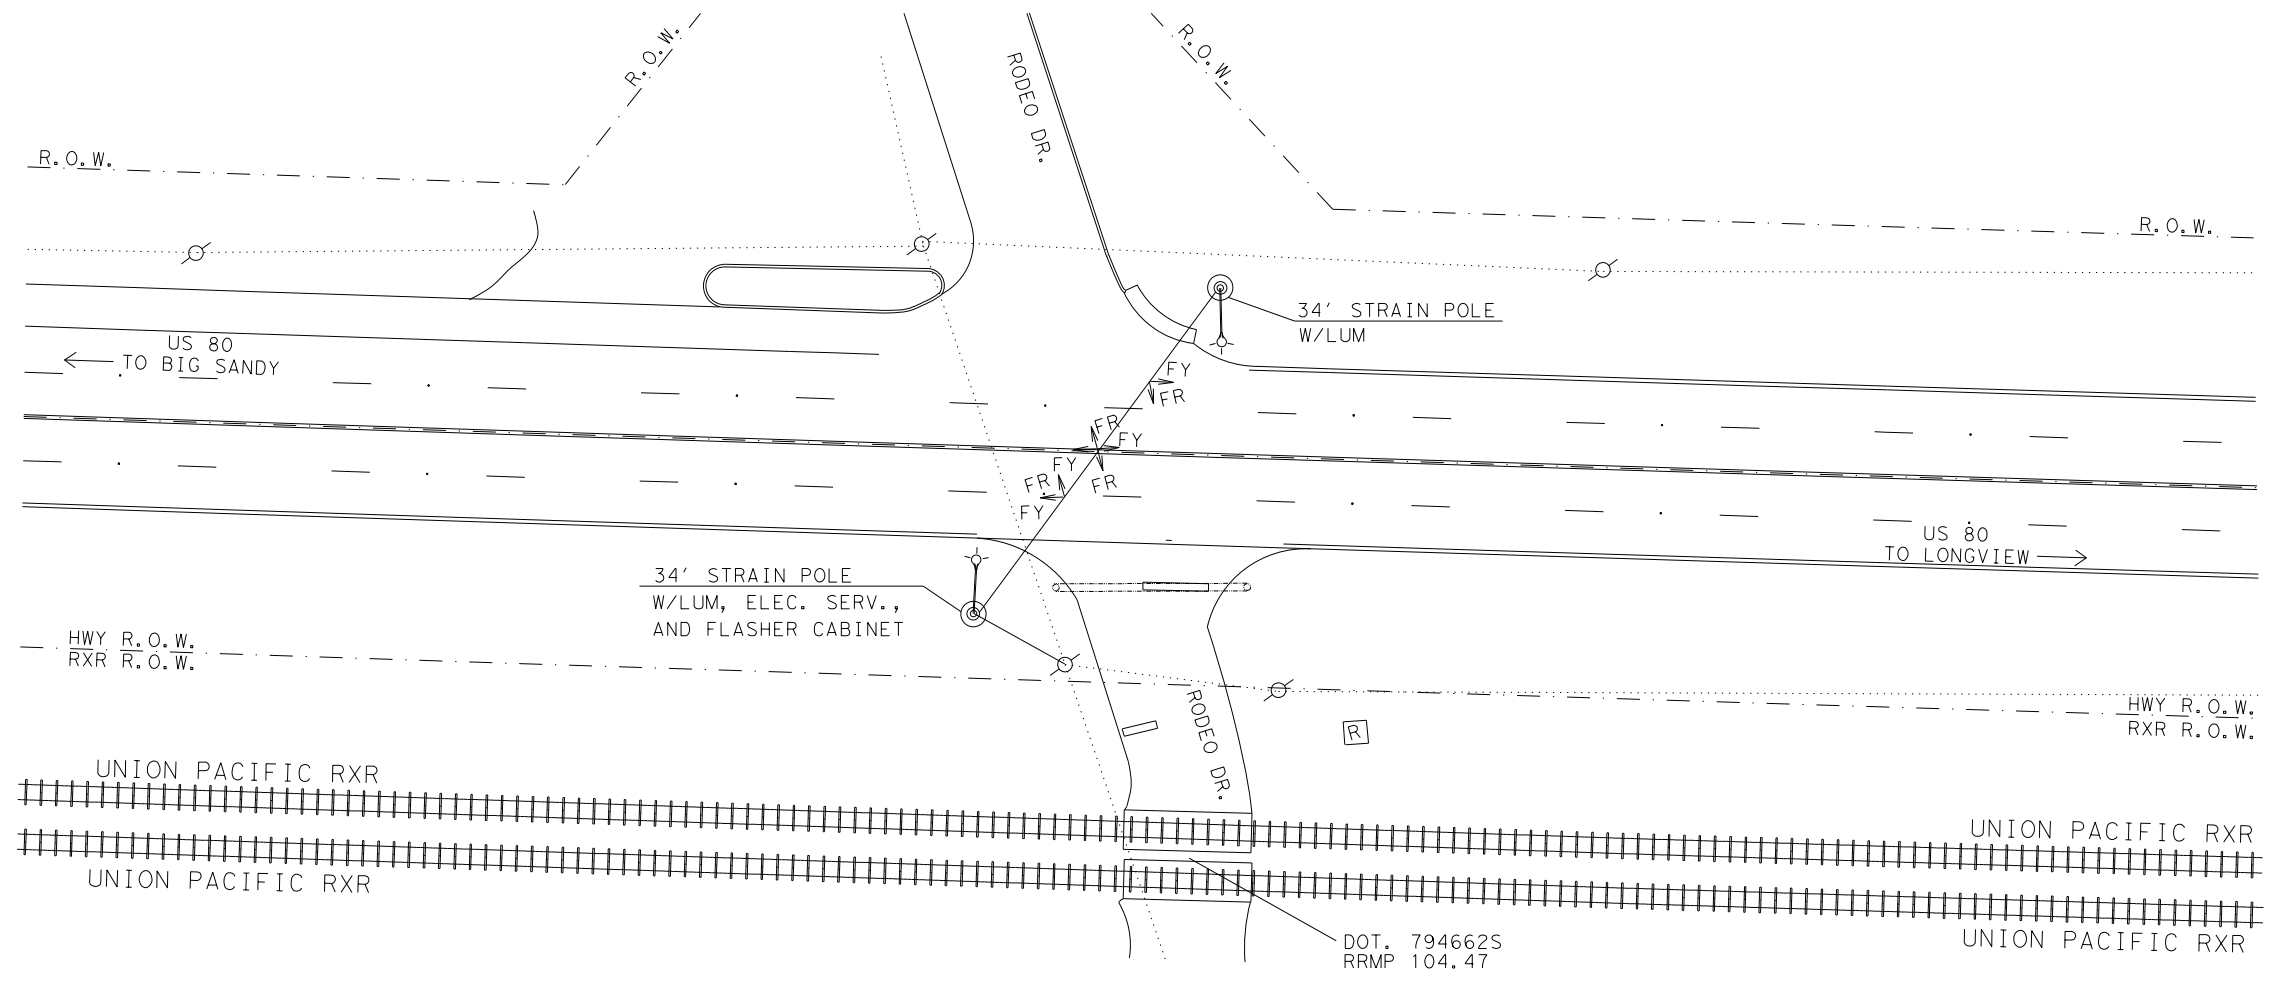 R.O.W.
R.O.W.
RODEO DR.
R.O.W.
R.O.W.
34' STRAIN POLE
W/LUM
US 80
TO BIG SANDY
FY
FR
FR
FY
FY
FR
FR
FY
US 80
TO LONGVIEW
34' STRAIN POLE
W/LUM, ELEC. SERV.,
AND FLASHER CABINET
HWY R.O.W.
RXR R.O.W.
RODEO DR.
R
HWY R.O.W.
RXR R.O.W.
UNION PACIFIC RXR
UNION PACIFIC RXR
UNION PACIFIC RXR
UNION PACIFIC RXR
DOT. 794662S
RRMP 104.47